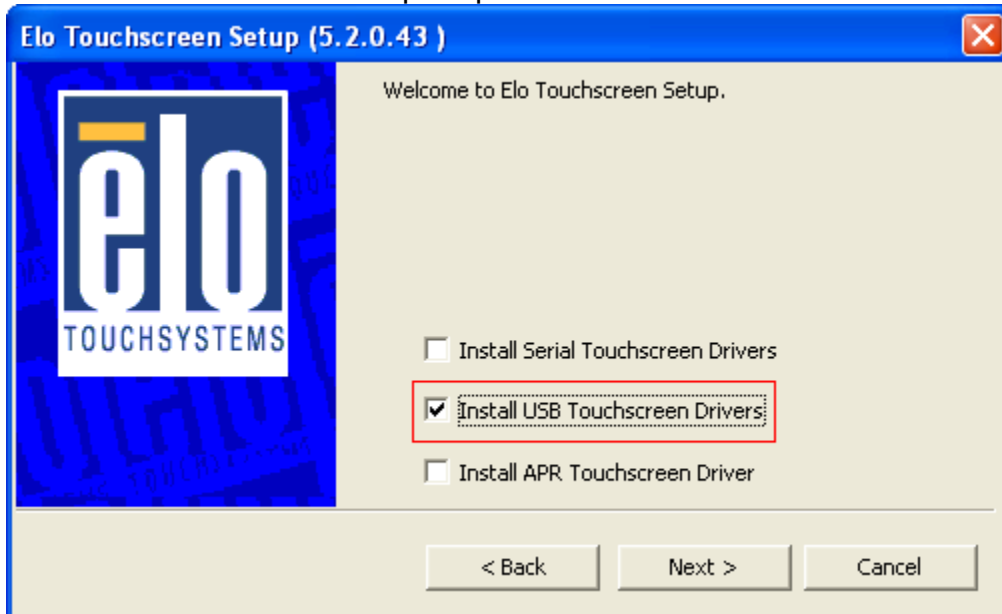 Elo Touchscreen Setup (5.2.0.43 )
Welcome to Elo Touchscreen Setup.
ēlo
TOUCHSYSTEMS
Install Serial Touchscreen Drivers
Install USB Touchscreen Drivers
Install APR Touchscreen Driver
< Back
Next >
Cancel